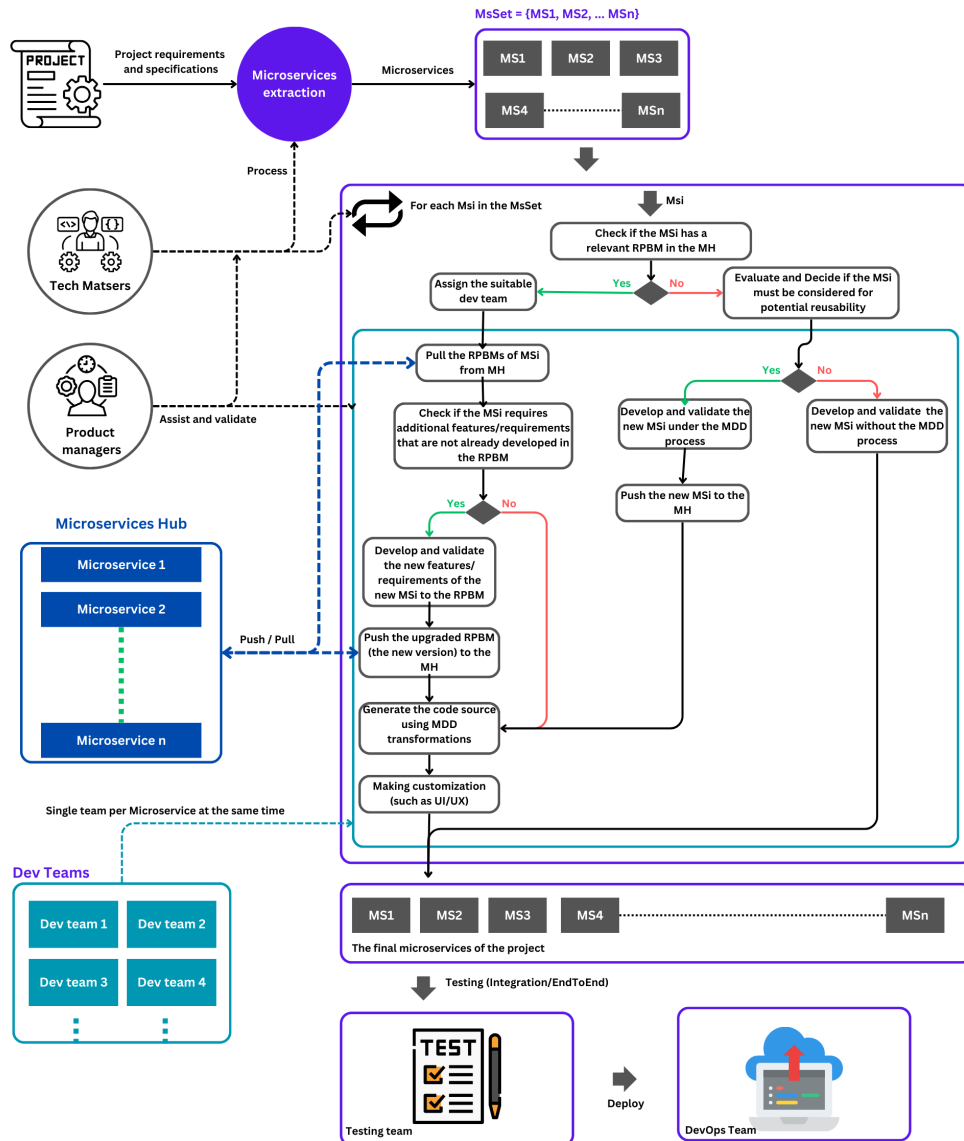 MsSet = {MS1, MS2, ... MSn}
PROJECT
Project requirements
and specifications
Microservices
extraction
Microservices
MS1
MS2
MS3
MS4
MSn
Process
For each Msi in the MsSet
Msi
Check if the MSi has a
relevant RPBM in the MH
Tech Matsers
Assign the suitable
dev team
Yes
No
Evaluate and Decide if the MSi
must be considered for
potential reusability
Pull the RPBMs of MSi
from MH
Yes
No
Product
managers
Assist and validate
Check if the MSi requires
additional features/requirements
that are not already developed in
the RPBM
Develop and validate the
new MSi under the MDD
process
Develop and validate  the
new MSi without the MDD
process
Yes
No
Push the new MSi to the
MH
Microservices Hub
Microservice 1
Microservice 2
Microservice n
Develop and validate
the new features/
requirements of the
new MSi to the RPBM
Push / Pull
Push the upgraded RPBM
(the new version) to the
MH
Generate the code source
using MDD
transformations
Making customization
(such as UI/UX)
Single team per Microservice at the same time
Dev Teams
Dev team 1
Dev team 2
Dev team 3
Dev team 4
MS1
MS2
MS3
MS4
MSn
The final microservices of the project
Testing (Integration/EndToEnd)
TEST
Testing team
Deploy
DevOps Team